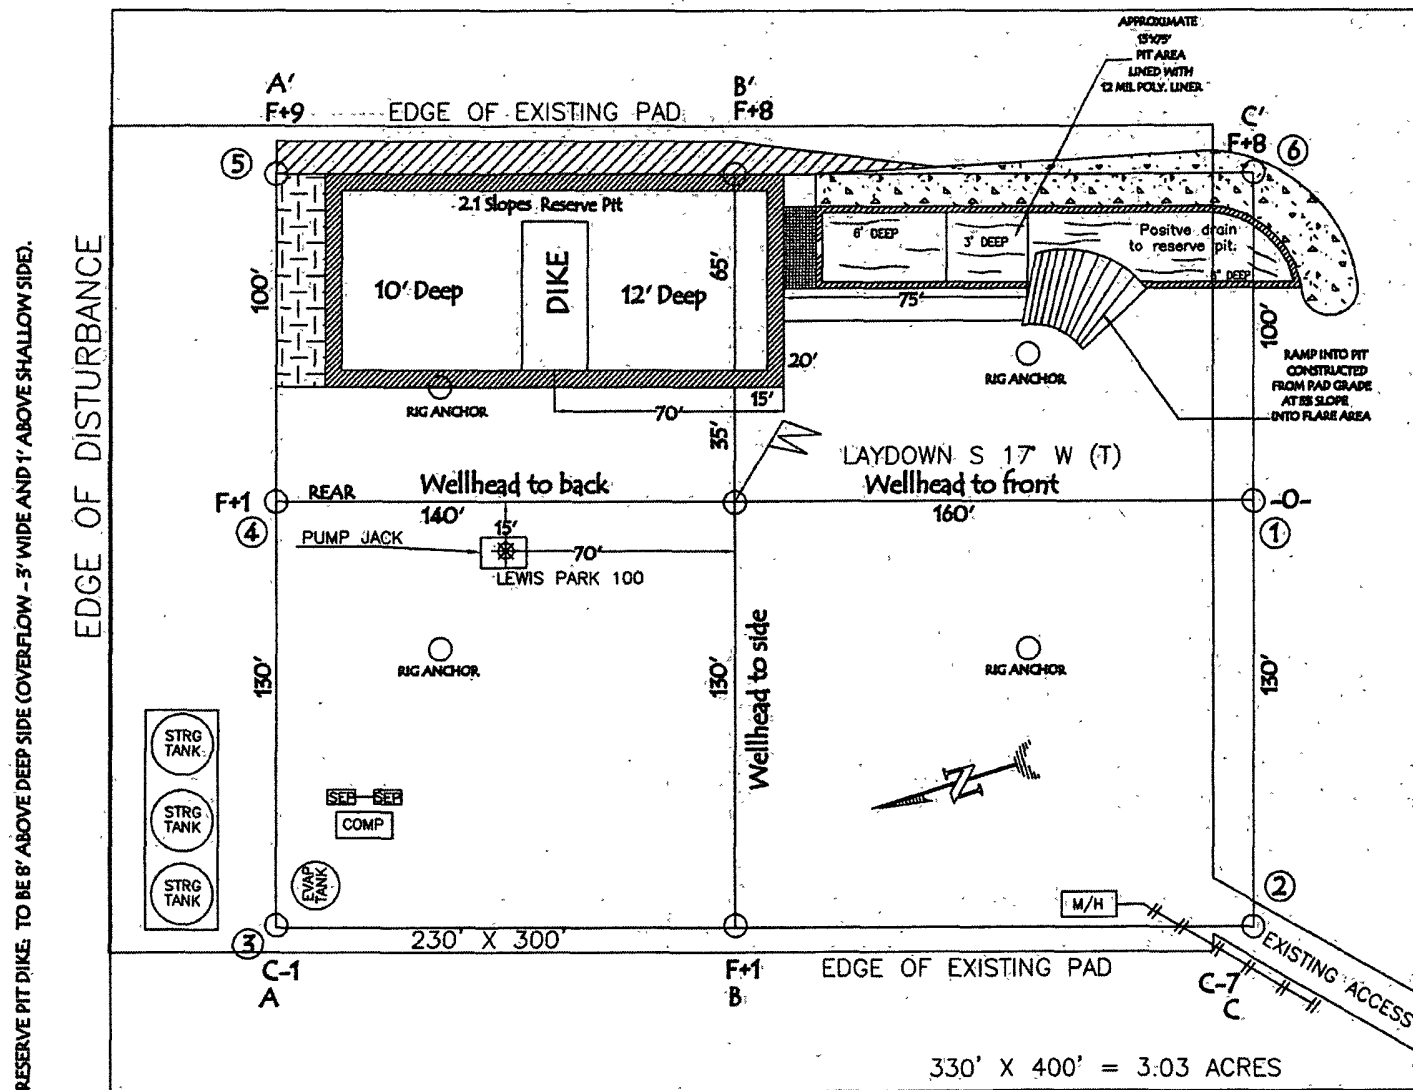 APPROXIMATE
15'X75'
PIT AREA
LINED WITH
12 MIL POLY. LINER
A'
F+9
EDGE OF EXISTING PAD
B'
F+8
C'
F+8
5
6
2:1 Slopes Reserve Pit
10' Deep
DIKE
12' Deep
65'
6' DEEP
3' DEEP
Positve drain
to reserve pit.
100'
75'
100'
20'
15'
70'
35'
RIG ANCHOR
RIG ANCHOR
RAMP INTO PIT
CONSTRUCTED
FROM PAD GRADE
INTO FLARE AREA
LAYDOWN S 17° W (T)
F+1
REAR
Wellhead to back
140'
Wellhead to front
160'
-0-
4
1
PUMP JACK
15'
70'
LEWIS PARK 100
130'
RIG ANCHOR
130'
Wellhead to side
RIG ANCHOR
130'
STRG
TANK
STRG
TANK
STRG
TANK
SEP
SEP
COMP
EVAP
TANK
N
M/H
2
3
230' X 300'
C-1
A
F+1
B
EDGE OF EXISTING PAD
C-7
C
EXISTING ACCESS
330' X 400' = 3.03 ACRES
EDGE OF DISTURBANCE
RESERVE PIT DIKE: TO BE 8' ABOVE DEEP SIDE (OVERFLOW - 3' WIDE AND 1' ABOVE SHALLOW SIDE).